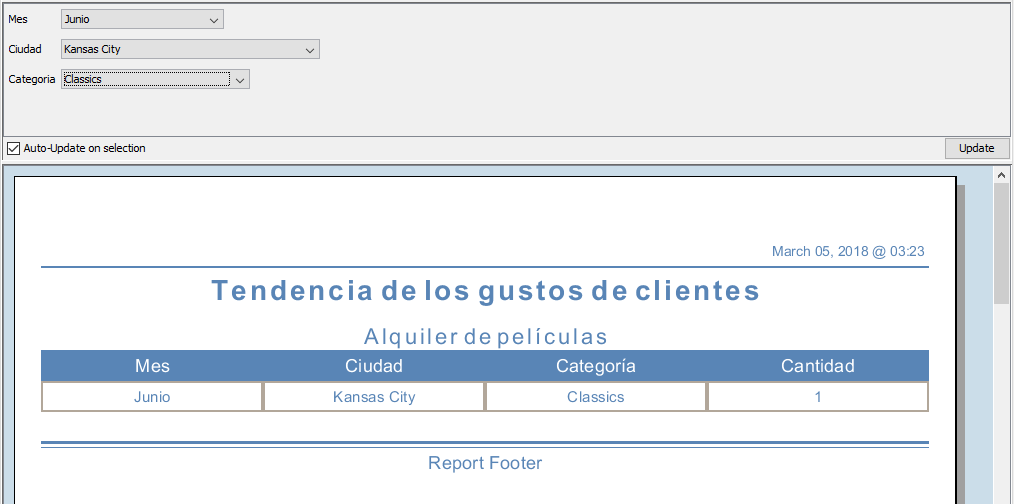 Mes Junio
Ciudad Kansas City
Categoria Classics
Auto-Update on selection Update
March 05, 2018 @ 03:23
Tendencia de los gustos de clientes
Alquiler de películas
Mes Ciudad Categoría Cantidad
Junio Kansas City Classics 1
Report Footer